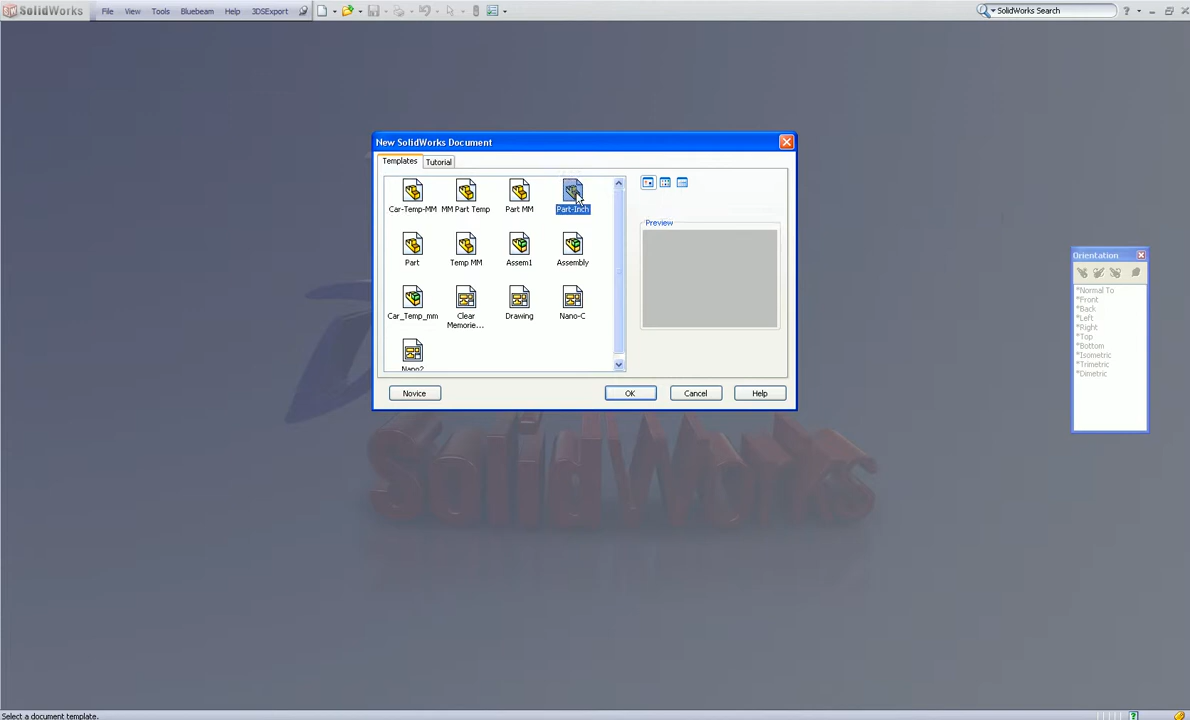 SolidWorks File View Tools Bluebeam Help 3DSExport SolidWorks Search ?
New SolidWorks Document
Templates Tutorial
Car-Temp-MM MM Part Temp Part MM Part-Inch
Preview
Part Temp MM Assem1 Assembly
Car_Temp_mm Clear Memorie... Drawing Nano-C
Nano2
Novice OK Cancel Help
Orientation
*Normal To
*Front
*Back
*Left
*Right
*Top
*Bottom
*Isometric
*Trimetric
*Dimetric
SolidWorks
Select a document template.